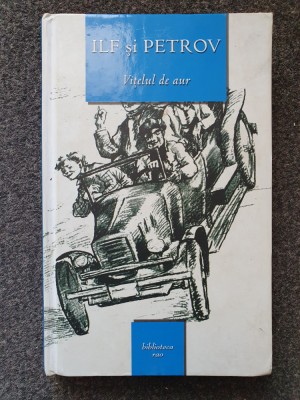 ILF și PETROV
Vițelul de aur
biblioteca
rao